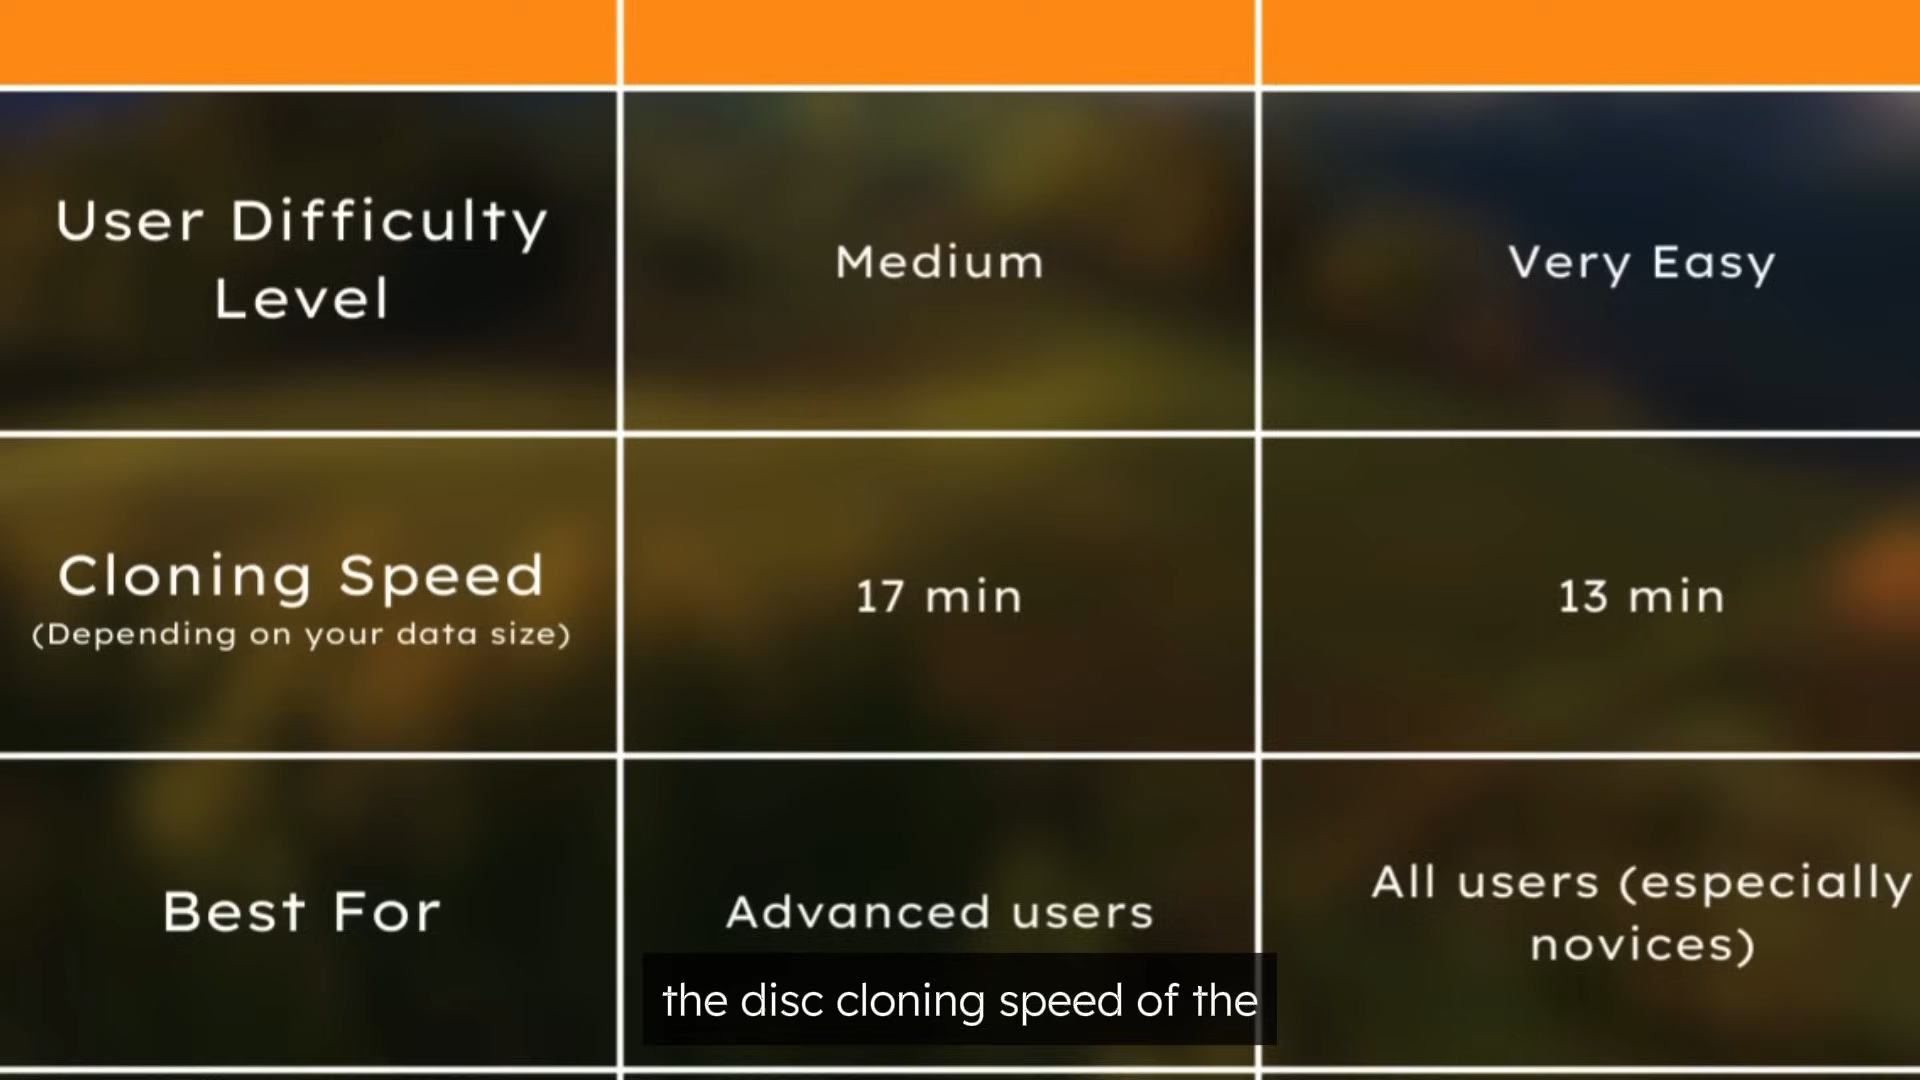 User Difficulty
Level
Medium
Very Easy
Cloning Speed
(Depending on your data size)
17 min
13 min
Best For
Advanced users
All users (especially
novices)
the disc cloning speed of the